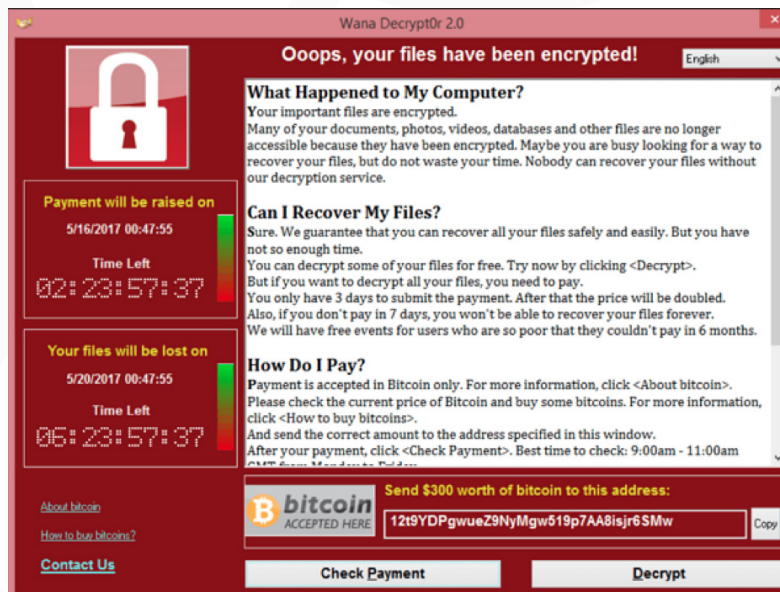 Wana Decrypt0r 2.0
Ooops, your files have been encrypted!
English
What Happened to My Computer?
Your important files are encrypted.
Many of your documents, photos, videos, databases and other files are no longer
accessible because they have been encrypted. Maybe you are busy looking for a way to
recover your files, but do not waste your time. Nobody can recover your files without
our decryption service.
Can I Recover My Files?
Sure. We guarantee that you can recover all your files safely and easily. But you have
not so enough time.
You can decrypt some of your files for free. Try now by clicking <Decrypt>.
But if you want to decrypt all your files, you need to pay.
You only have 3 days to submit the payment. After that the price will be doubled.
Also, if you don't pay in 7 days, you won't be able to recover your files forever.
We will have free events for users who are so poor that they couldn't pay in 6 months.
How Do I Pay?
Payment is accepted in Bitcoin only. For more information, click <About bitcoin>.
Please check the current price of Bitcoin and buy some bitcoins. For more information,
click <How to buy bitcoins>.
And send the correct amount to the address specified in this window.
After your payment, click <Check Payment>. Best time to check: 9:00am - 11:00am
GMT from Monday to Friday.
Payment will be raised on
5/16/2017 00:47:55
Time Left
02:23:57:37
Your files will be lost on
5/20/2017 00:47:55
Time Left
06:23:57:37
About bitcoin
How to buy bitcoins?
Contact Us
bitcoin
ACCEPTED HERE
Send $300 worth of bitcoin to this address:
12t9YDPgwueZ9NyMgw519p7AA8isjr6SMw
Copy
Check Payment
Decrypt